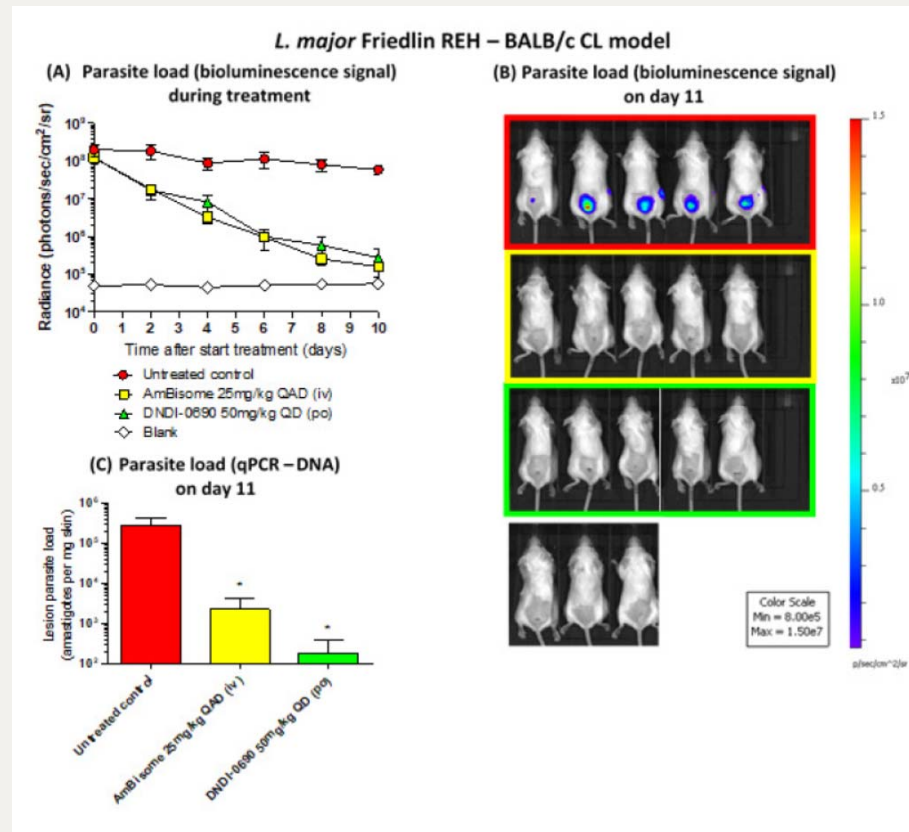 L. major Friedlin REH – BALB/c CL model
(A) Parasite load (bioluminescence signal)
during treatment
Radiance (photons/sec/cm²/sr)
10⁹
10⁸
10⁷
10⁶
10⁵
10⁴
0 1 2 3 4 5 6 7 8 9 10
Time after start treatment (days)
Untreated control
AmBisome 25mg/kg QAD (iv)
DNDI-0690 50mg/kg QD (po)
Blank
(B) Parasite load (bioluminescence signal)
on day 11
1.5
1.0
x10⁷
0.5
Color Scale
Min = 8.00e5
Max = 1.50e7
p/sec/cm^2/sr
(C) Parasite load (qPCR – DNA)
on day 11
Lesion parasite load
(amastigotes per mg skin)
10⁶
10⁵
10⁴
10³
10²
*
*
Untreated control
AmBisome 25mg/kg QAD (iv)
DNDI-0690 50mg/kg QD (po)